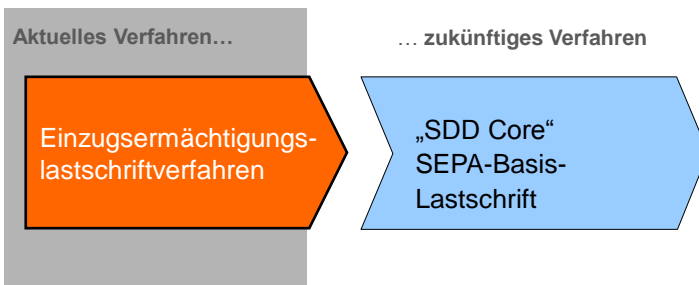 Aktuelles Verfahren…
… zukünftiges Verfahren
Einzugsermächtigungs-
lastschriftverfahren
„SDD Core“
SEPA-Basis-
Lastschrift